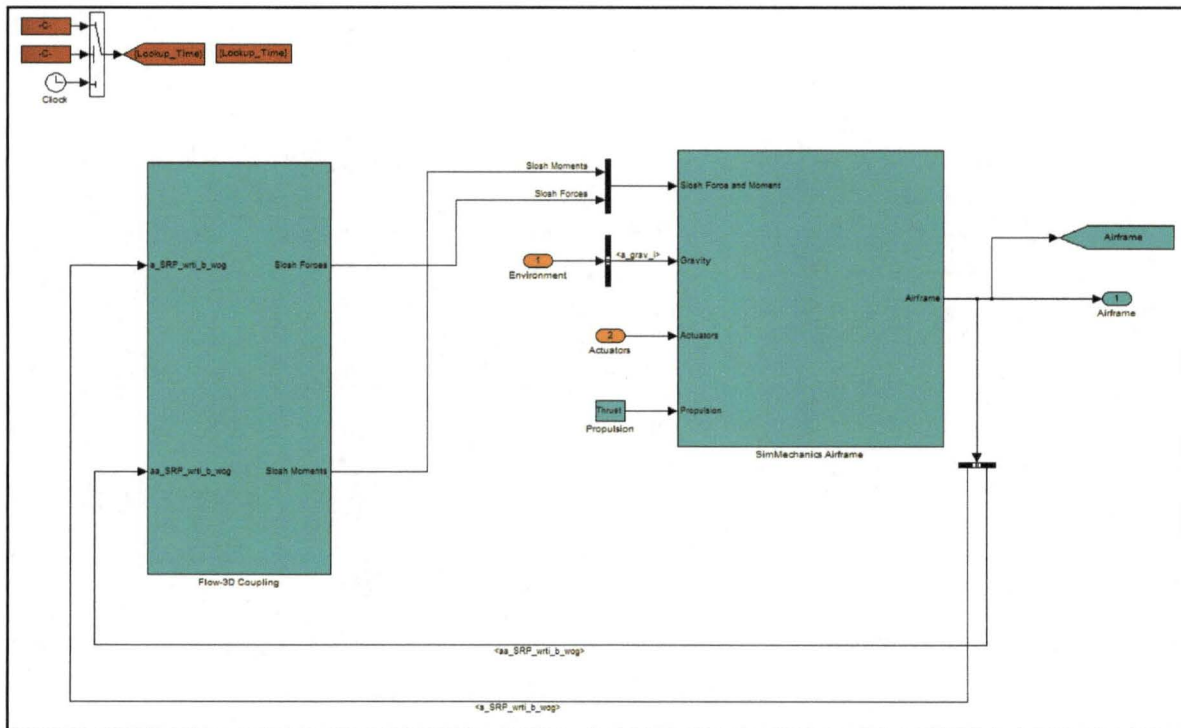 -C-
-C-
[Lookup_Time]
[Lookup_Time]
Clock
Slosh Moments
Slosh Forces
Slosh Force and Moment
a_SRP_wrti_b_wog
Slosh Forces
1
Environment
<a_grav_i>
Gravity
Airframe
Airframe
1
Airframe
2
Actuators
Actuators
Thrust
Propulsion
Propulsion
SimMechanics Airframe
aa_SRP_wrti_b_wog
Slosh Moments
Flow-3D Coupling
<aa_SRP_wrti_b_wog>
<a_SRP_wrti_b_wog>